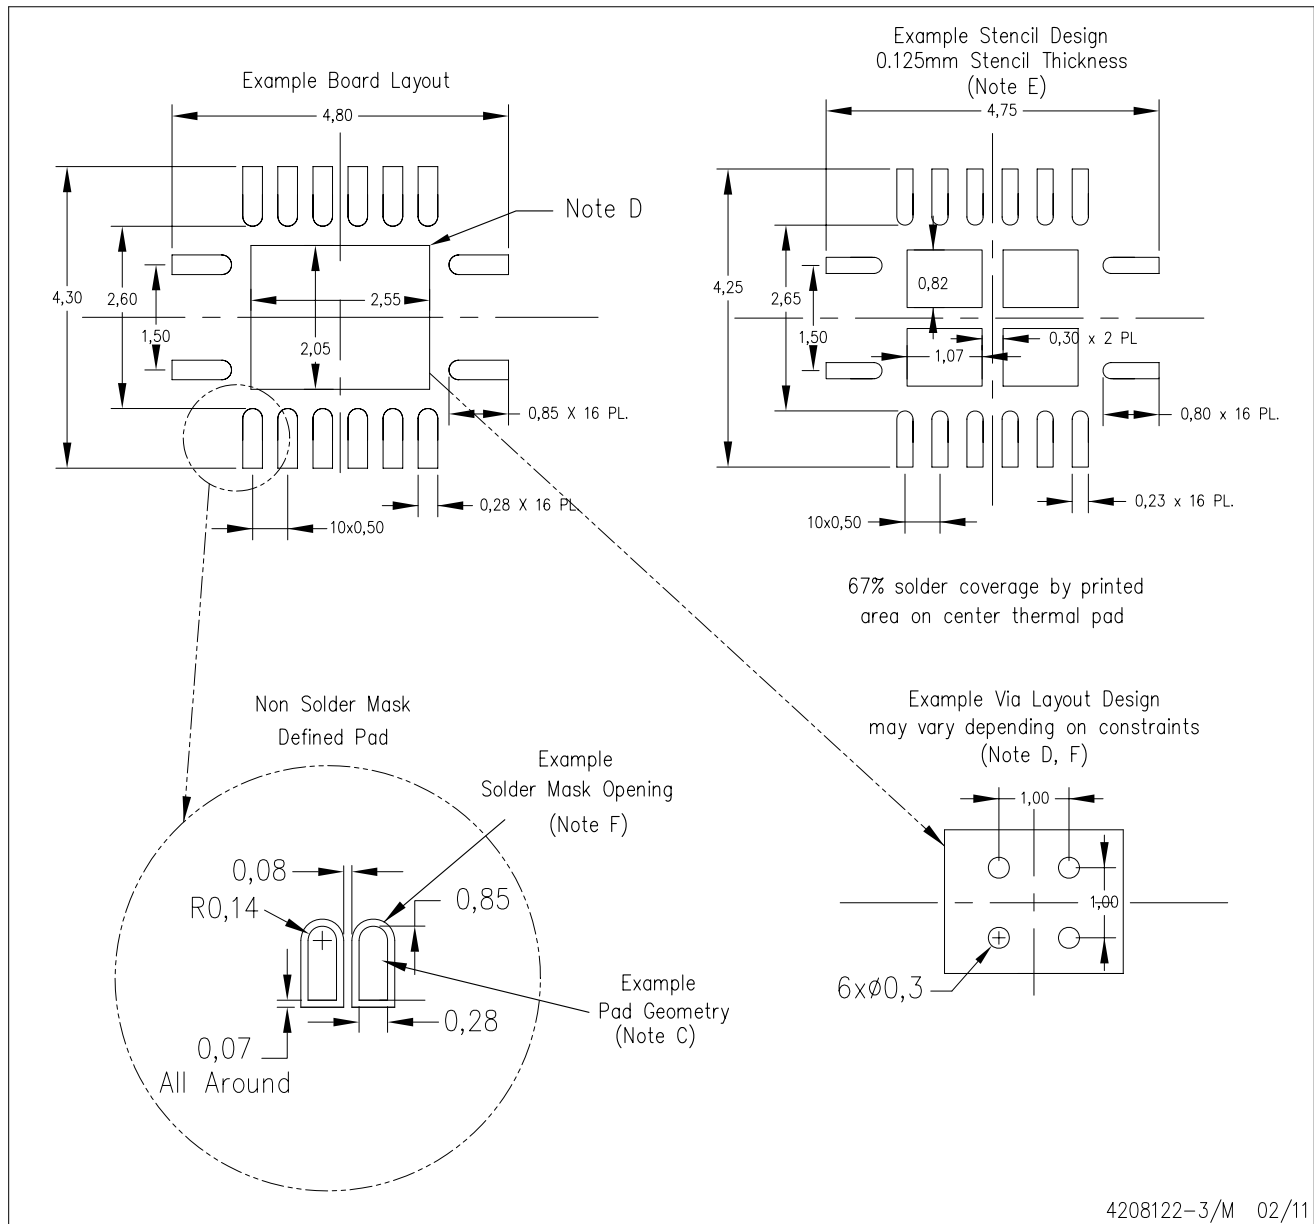 Example Board Layout
4,80
Note D
4,30
2,60
1,50
2,55
2,05
0,85 X 16 PL.
0,28 X 16 PL
10x0,50
Example Stencil Design
0.125mm Stencil Thickness
(Note E)
4,75
4,25
2,65
1,50
0,82
0,30 x 2 PL
1,07
0,80 x 16 PL.
0,23 x 16 PL.
10x0,50
67% solder coverage by printed
area on center thermal pad
Non Solder Mask
Defined Pad
Example
Solder Mask Opening
(Note F)
0,08
R0,14
0,85
Example
Pad Geometry
(Note C)
0,28
0,07
All Around
Example Via Layout Design
may vary depending on constraints
(Note D, F)
1,00
1,00
6xø0,3
4208122-3/M 02/11